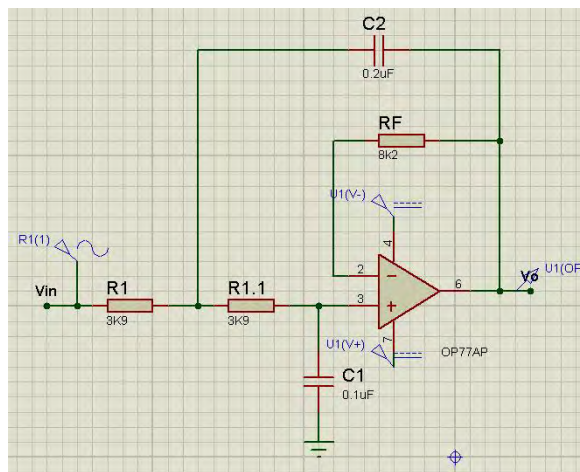 C2
0.2uF
RF
8k2
U1(V-)
4
R1(1)
2
6
U1(OP
Vo
Vin
R1
R1.1
3
3K9
3K9
U1(V+)
7
OP77AP
C1
0.1uF